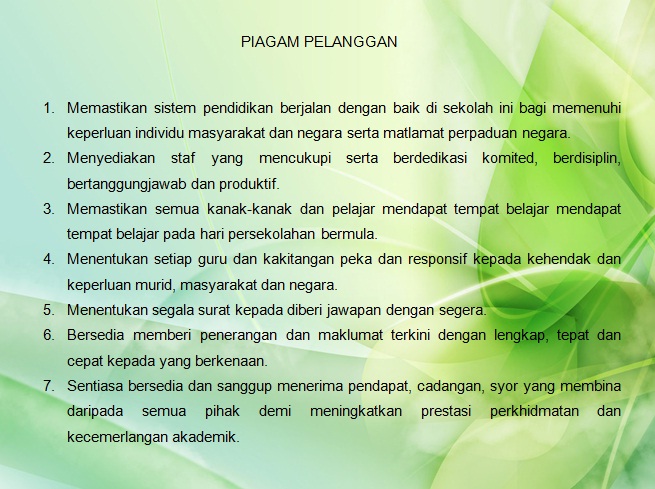 PIAGAM PELANGGAN
1. Memastikan sistem pendidikan berjalan dengan baik di sekolah ini bagi memenuhi
keperluan individu masyarakat dan negara serta matlamat perpaduan negara.
2. Menyediakan staf yang mencukupi serta berdedikasi komited, berdisiplin,
bertanggungjawab dan produktif.
3. Memastikan semua kanak-kanak dan pelajar mendapat tempat belajar mendapat
tempat belajar pada hari persekolahan bermula.
4. Menentukan setiap guru dan kakitangan peka dan responsif kepada kehendak dan
keperluan murid, masyarakat dan negara.
5. Menentukan segala surat kepada diberi jawapan dengan segera.
6. Bersedia memberi penerangan dan maklumat terkini dengan lengkap, tepat dan
cepat kepada yang berkenaan.
7. Sentiasa bersedia dan sanggup menerima pendapat, cadangan, syor yang membina
daripada semua pihak demi meningkatkan prestasi perkhidmatan dan
kecemerlangan akademik.